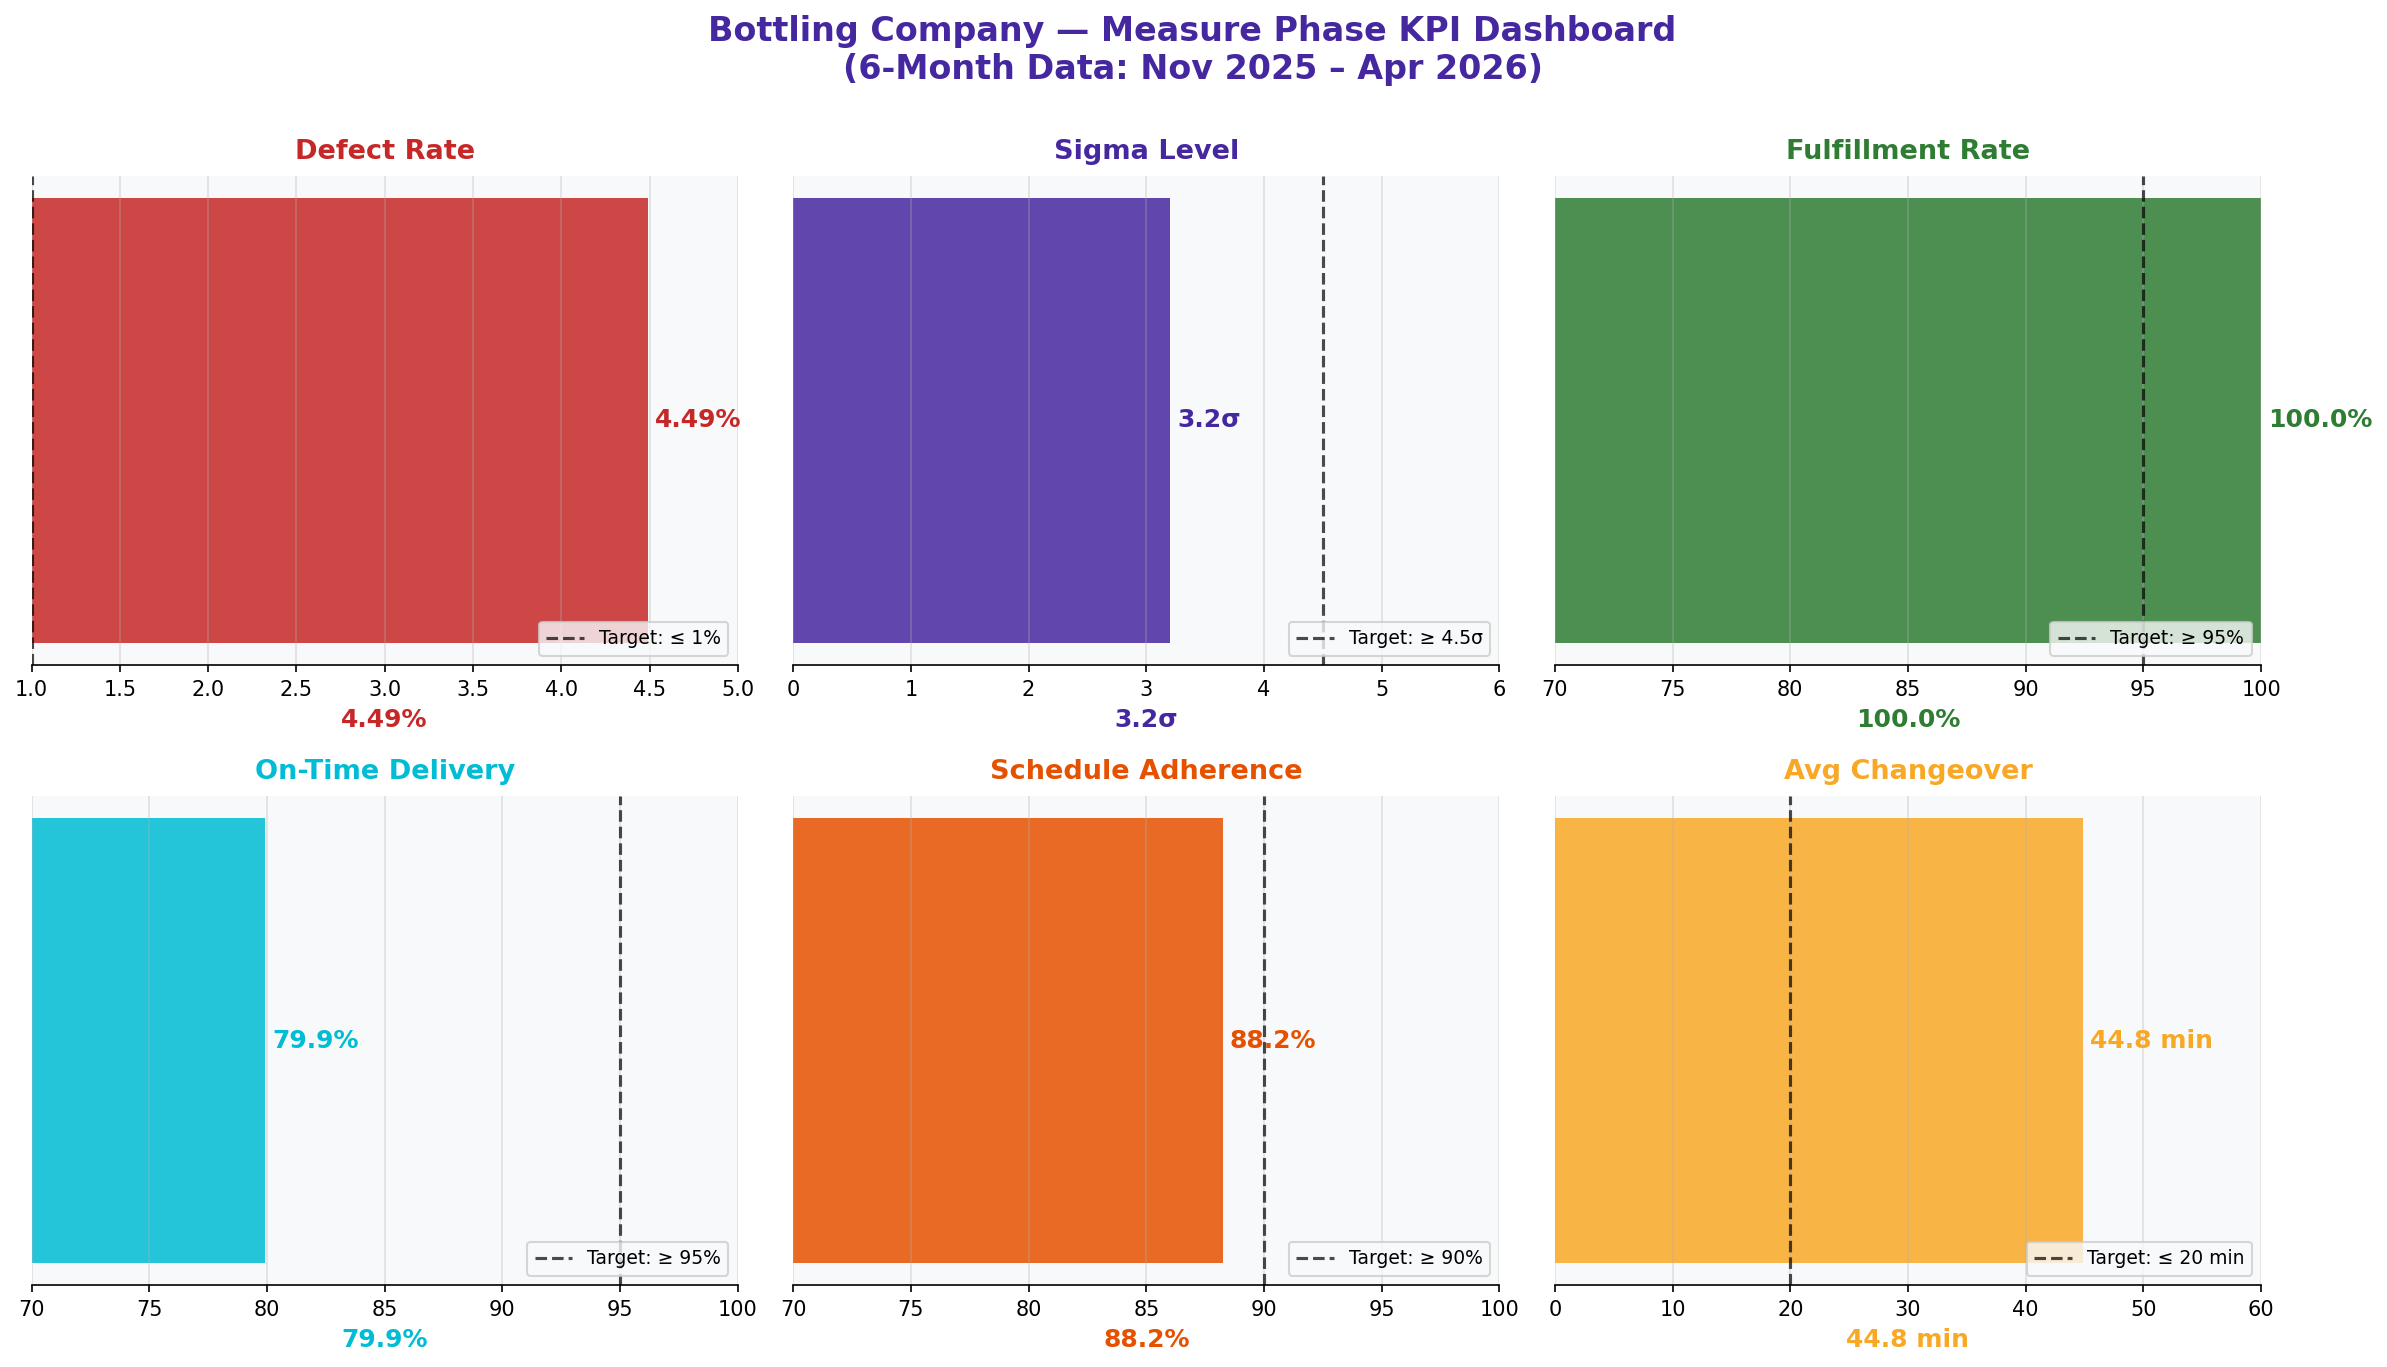 Bottling Company — Measure Phase KPI Dashboard
(6-Month Data: Nov 2025 – Apr 2026)
Defect Rate
4.49%
Target: ≤ 1%
1.0 1.5 2.0 2.5 3.0 3.5 4.0 4.5 5.0
4.49%
Sigma Level
3.2σ
Target: ≥ 4.5σ
0 1 2 3 4 5 6
3.2σ
Fulfillment Rate
100.0%
Target: ≥ 95%
70 75 80 85 90 95 100
100.0%
On-Time Delivery
79.9%
Target: ≥ 95%
70 75 80 85 90 95 100
79.9%
Schedule Adherence
88.2%
Target: ≥ 90%
70 75 80 85 90 95 100
88.2%
Avg Changeover
44.8 min
Target: ≤ 20 min
0 10 20 30 40 50 60
44.8 min